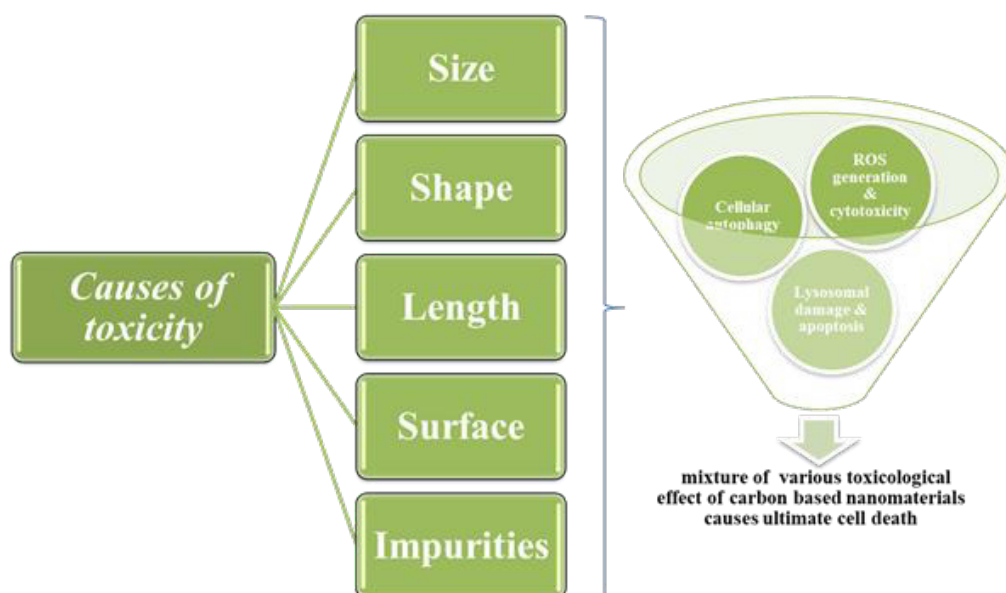 Causes of
toxicity
Size
Shape
Length
Surface
Impurities
Cellular
autophagy
ROS
generation
&
cytotoxicity
Lysosomal
damage &
apoptosis
mixture of various toxicological
effect of carbon based nanomaterials
causes ultimate cell death